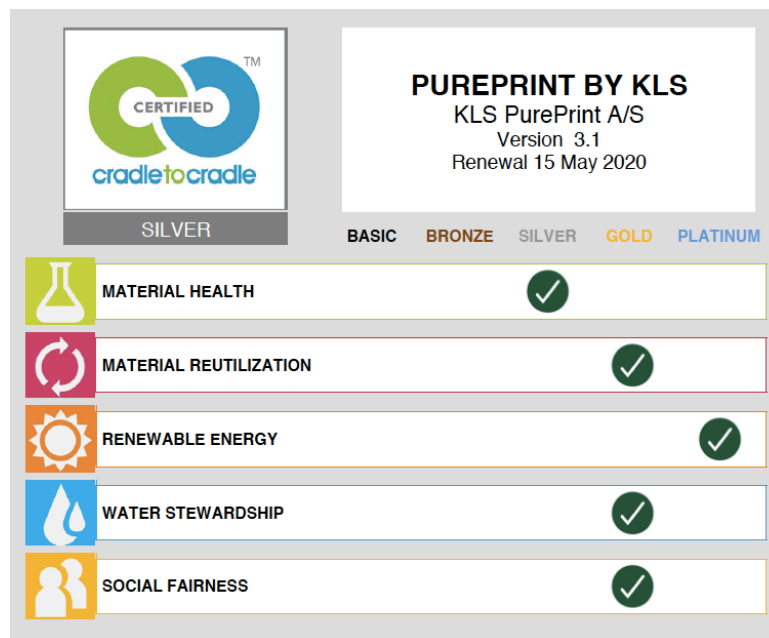 TM
CERTIFIED
cradletocradle
SILVER
PUREPRINT BY KLS
KLS PurePrint A/S
Version 3.1
Renewal 15 May 2020
BASIC BRONZE SILVER GOLD PLATINUM
MATERIAL HEALTH
MATERIAL REUTILIZATION
RENEWABLE ENERGY
WATER STEWARDSHIP
SOCIAL FAIRNESS